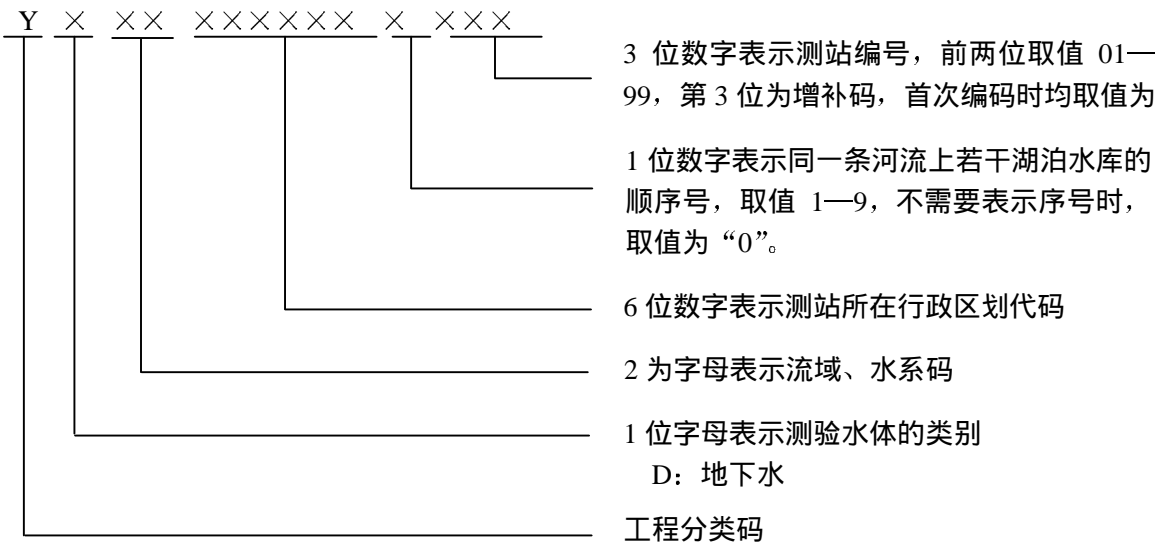 Y × ×× ×××××× × ×××
3 位数字表示测站编号，前两位取值 01—
99，第 3 位为增补码，首次编码时均取值为
1 位数字表示同一条河流上若干湖泊水库的
顺序号，取值 1—9，不需要表示序号时，
取值为“0”。
6 位数字表示测站所在行政区划代码
2 为字母表示流域、水系码
1 位字母表示测验水体的类别
D：地下水
工程分类码